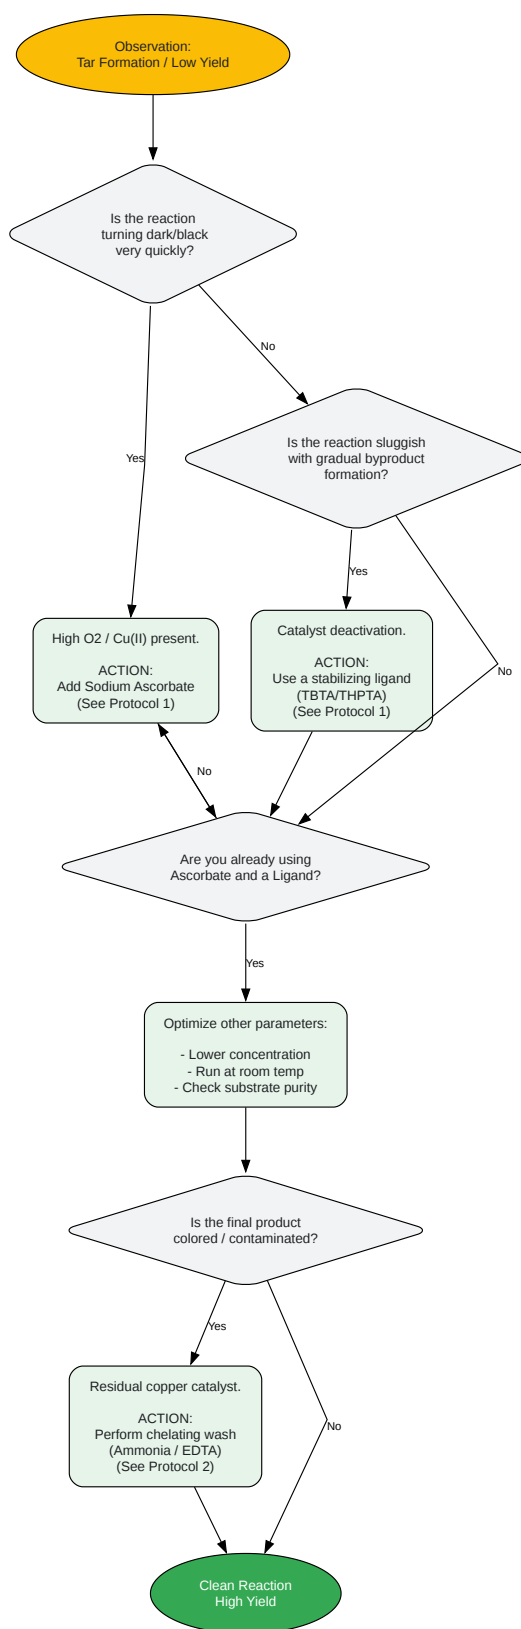 Observation:
Tar Formation / Low Yield
Is the reaction
turning dark/black
very quickly?
No
Is the reaction sluggish
with gradual byproduct
formation?
Yes
Yes
High O2 / Cu(II) present.
ACTION:
Add Sodium Ascorbate
(See Protocol 1)
Catalyst deactivation.
ACTION:
Use a stabilizing ligand
(TBTA/THPTA)
(See Protocol 1)
No
No
Are you already using
Ascorbate and a Ligand?
Yes
Optimize other parameters:
- Lower concentration
- Run at room temp
- Check substrate purity
Is the final product
colored / contaminated?
Yes
Residual copper catalyst.
ACTION:
Perform chelating wash
(Ammonia / EDTA)
(See Protocol 2)
No
Clean Reaction
High Yield